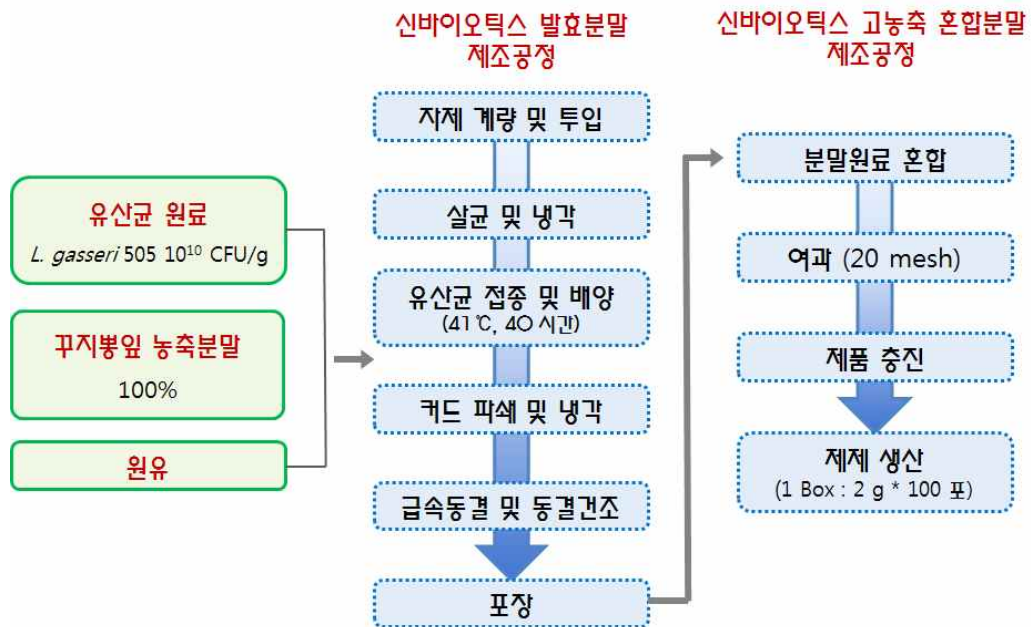 신바이오틱스 발효분말
제조공정
신바이오틱스 고농축 혼합분말
제조공정
유산균 원료
L. gasseri 505 10¹⁰ CFU/g
꾸지뽕잎 농축분말
100%
원유
자제 계량 및 투입
살균 및 냉각
유산균 접종 및 배양
(41 ℃, 40 시간)
커드 파쇄 및 냉각
급속동결 및 동결건조
포장
분말원료 혼합
여과 (20 mesh)
제품 충진
제제 생산
(1 Box : 2 g * 100 포)